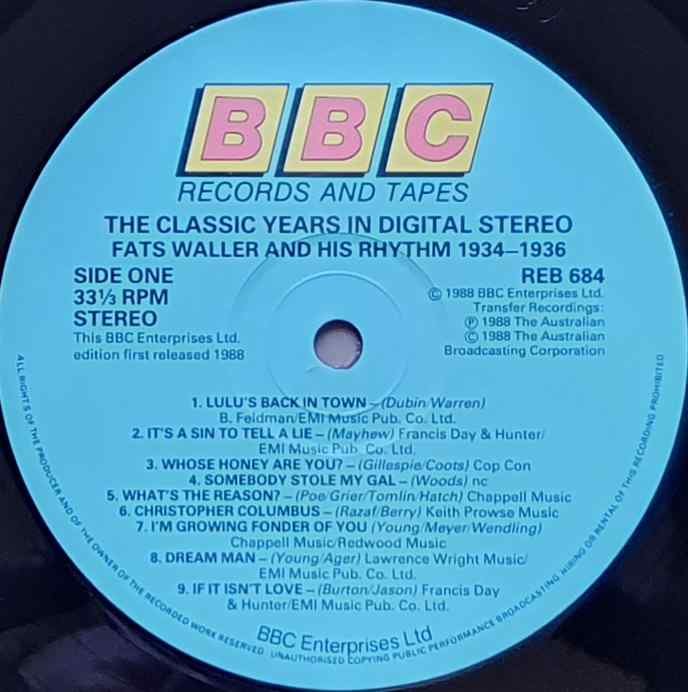 BBC
RECORDS AND TAPES
THE CLASSIC YEARS IN DIGITAL STEREO
FATS WALLER AND HIS RHYTHM 1934–1936
SIDE ONE
33⅓ RPM
STEREO
This BBC Enterprises Ltd.
edition first released 1988
REB 684
© 1988 BBC Enterprises Ltd.
Transfer Recordings:
℗ 1988 The Australian
© 1988 The Australian
Broadcasting Corporation
1. LULU'S BACK IN TOWN – (Dubin/Warren)
B. Feldman/EMI Music Pub. Co. Ltd.
2. IT'S A SIN TO TELL A LIE – (Mayhew) Francis Day & Hunter/
EMI Music Pub. Co. Ltd.
3. WHOSE HONEY ARE YOU? – (Gillespie/Coots) Cop Con
4. SOMEBODY STOLE MY GAL – (Woods) nc
5. WHAT'S THE REASON? – (Poe/Grier/Tomlin/Hatch) Chappell Music
6. CHRISTOPHER COLUMBUS – (Razaf/Berry) Keith Prowse Music
7. I'M GROWING FONDER OF YOU (Young/Meyer/Wendling)
Chappell Music/Redwood Music
8. DREAM MAN – (Young/Ager) Lawrence Wright Music/
EMI Music Pub. Co. Ltd.
9. IF IT ISN'T LOVE – (Burton/Jason) Francis Day
& Hunter/EMI Music Pub. Co. Ltd.
BBC Enterprises Ltd
ALL RIGHTS OF THE PRODUCER AND OF THE OWNER OF THE RECORDED WORK RESERVED · UNAUTHORISED COPYING PUBLIC PERFORMANCE BROADCASTING HIRING OR RENTAL OF THIS RECORDING PROHIBITED